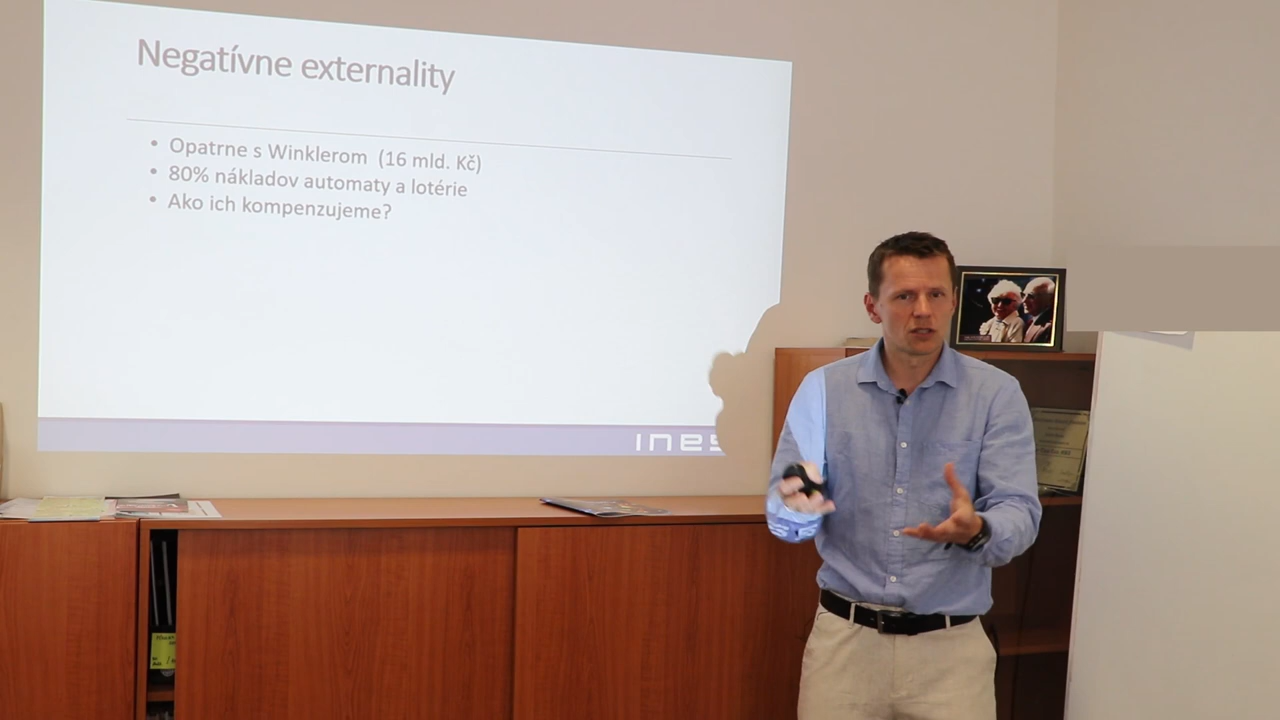 Negatívne externality
• Opatrne s Winklerom (16 mld. Kč)
• 80% nákladov automaty a lotérie
• Ako ich kompenzujeme?
ines